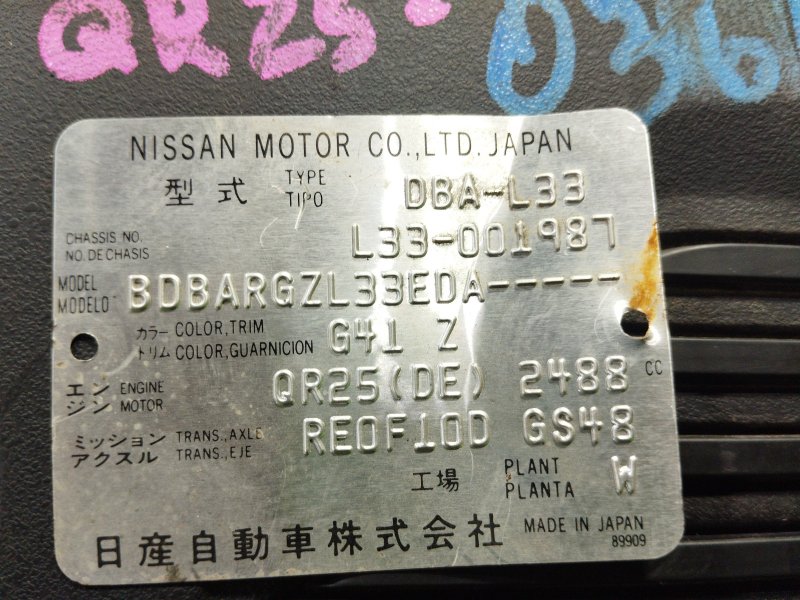 QR25- 036
NISSAN MOTOR CO.,LTD.JAPAN
型式 TYPE TIPO DBA-L33
CHASSIS NO. NO.DE CHASIS L33-001987
MODEL MODELO BDBARGZL33EDA-----
カラー トリム COLOR,TRIM COLOR,GUARNICION G41 Z
エンジン ENGINE MOTOR QR25(DE) 2488 CC
ミッション アクスル TRANS.,AXLE TRANS.,EJE RE0F10D GS48
工場 PLANT PLANTA W
日産自動車株式会社 MADE IN JAPAN
89909